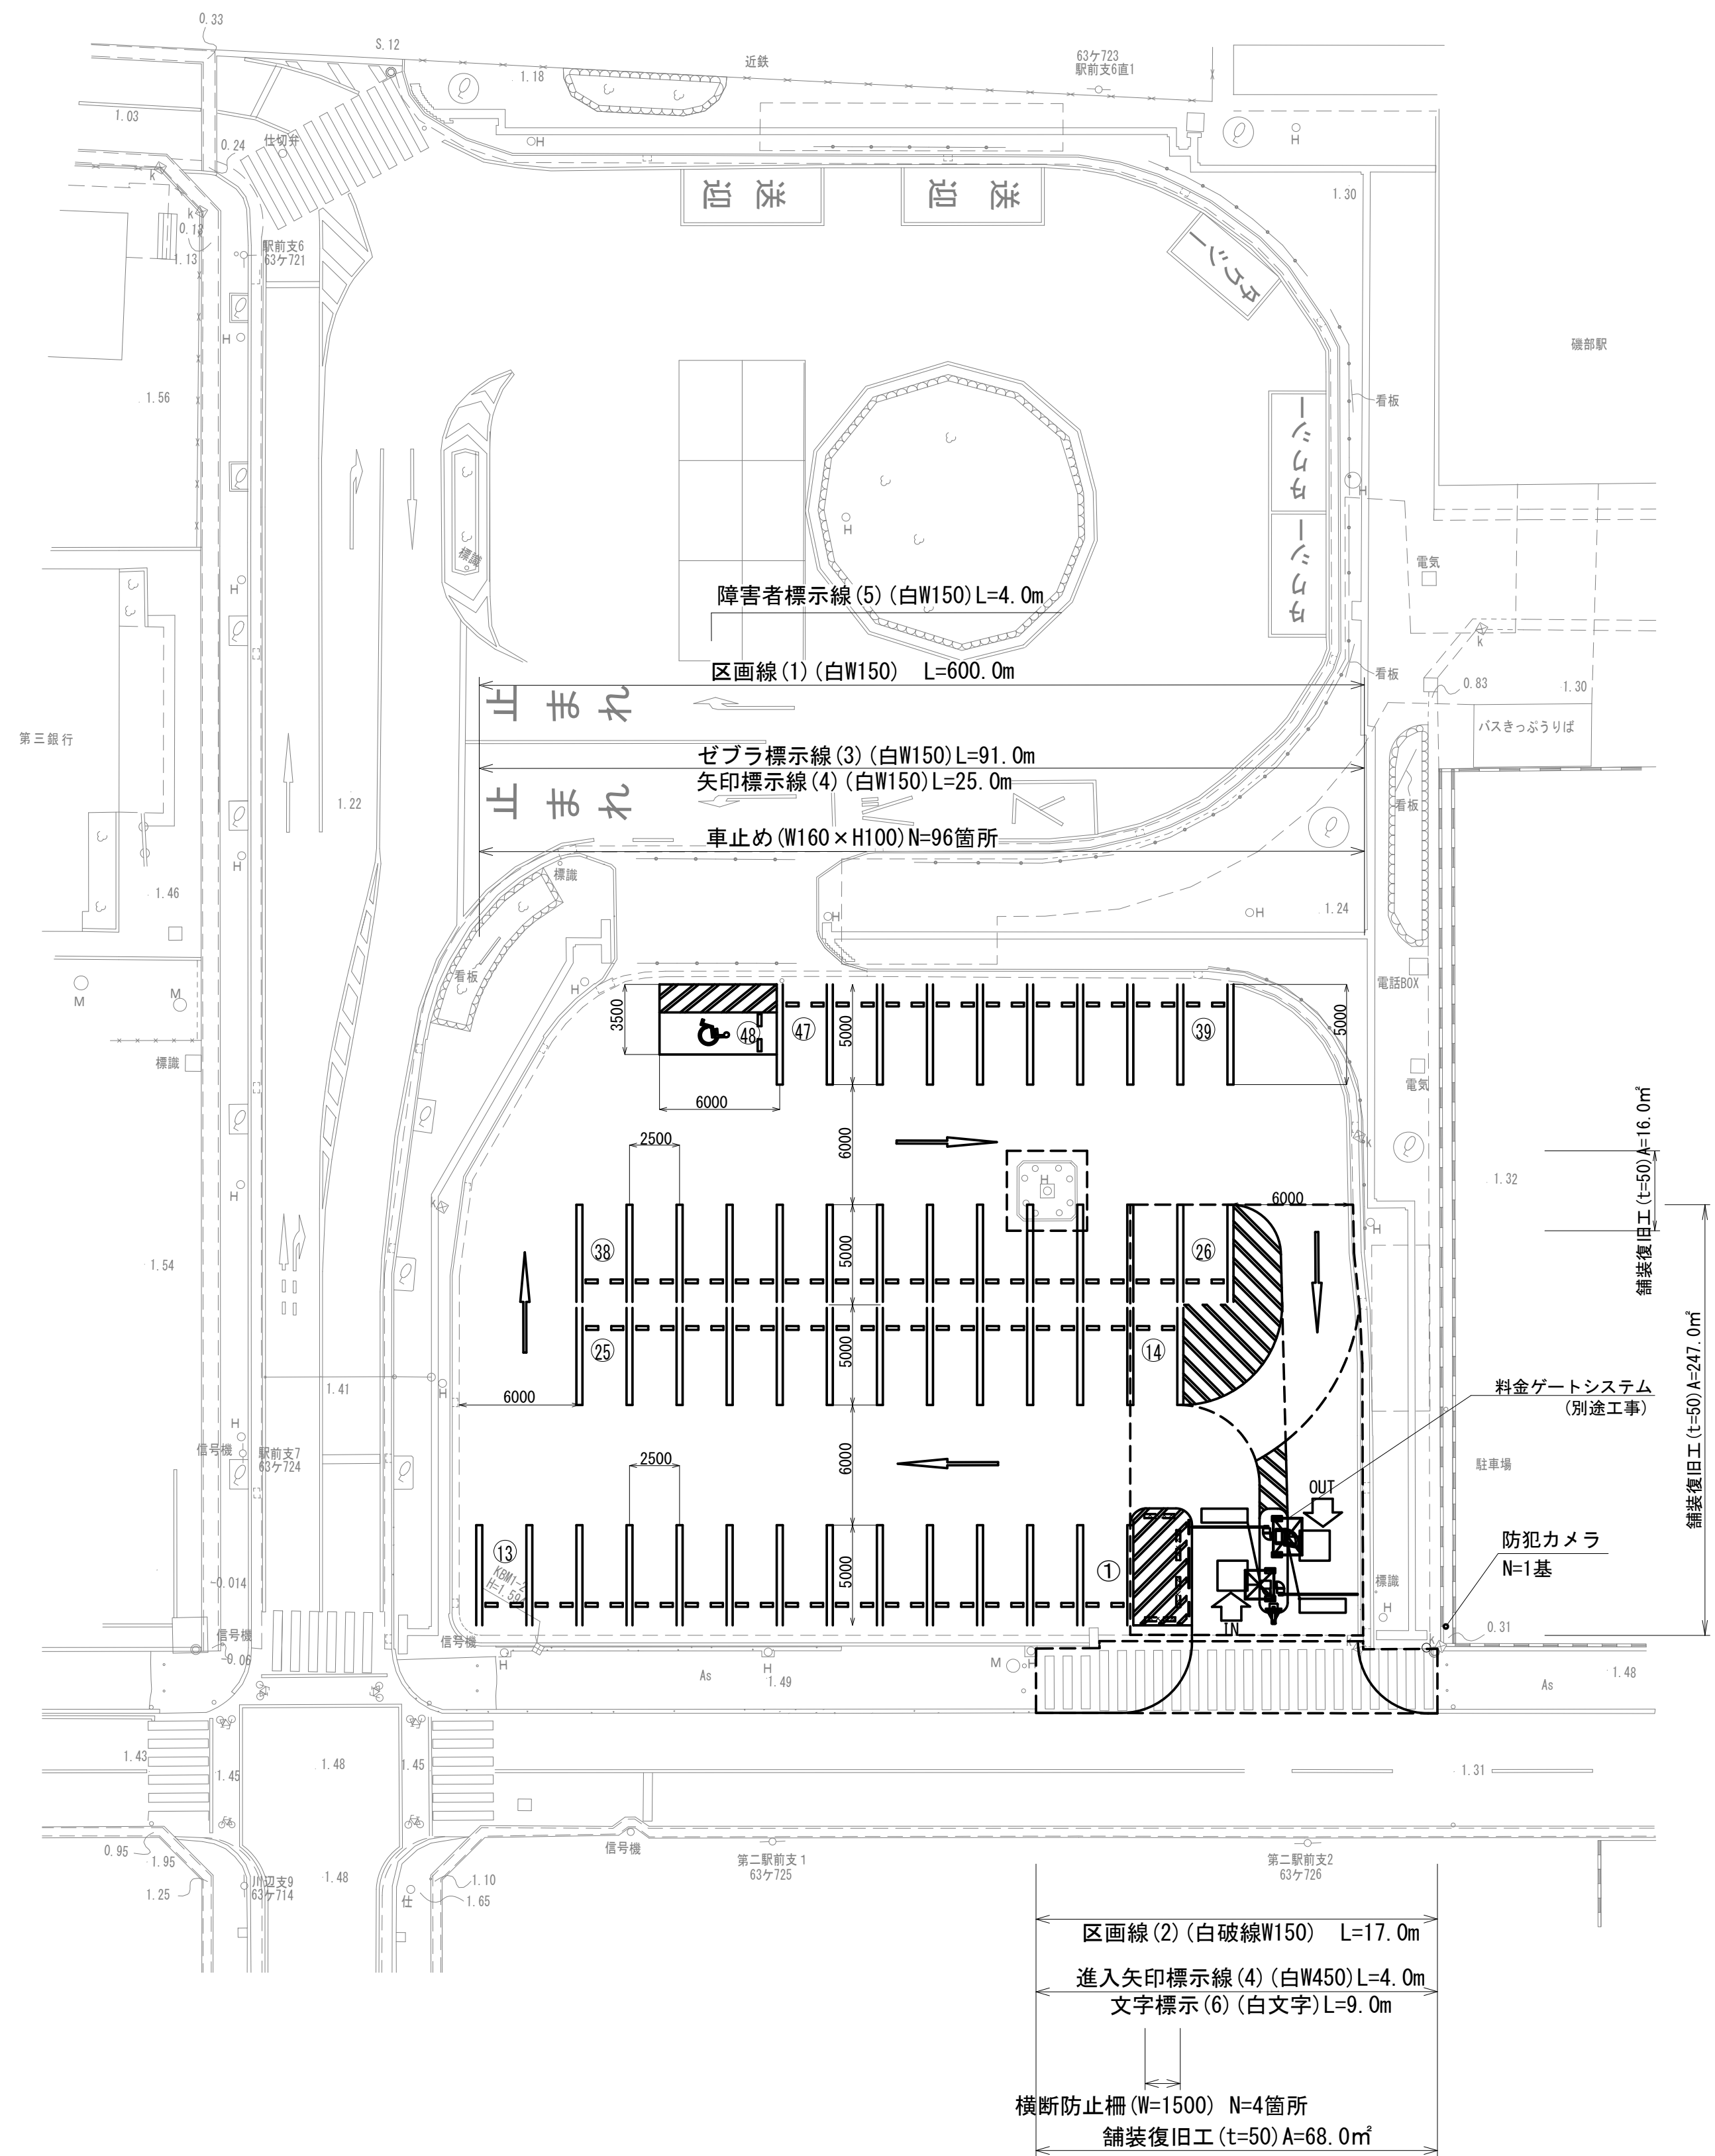 0.33
S.12
近鉄
1.18
63ケ723
駅前支6直1
1.03
0.24
仕切弁
H
H
k
k
0.12
1.13
駅前支6
63ケ721
迎 送
迎 送
1.30
タクシー
H
磯部駅
1.56
看板
タクシー
H
H
タクシー
標識
電気
H
障害者標示線(5)(白W150)L=4.0m
k
区画線(1)(白W150) L=600.0m
看板
0.83
1.30
止まれ
バスきっぷうりば
第三銀行
ゼブラ標示線(3)(白W150)L=91.0m
矢印標示線(4)(白W150)L=25.0m
止まれ
1.22
看板
車止め(W160×H100)N=96箇所
H
標識
1.46
H
H
1.24
看板
電話BOX
M
M
H
3500
48
47
5000
39
5000
標識
電気
6000
2500
6000
k
舗装復旧工(t=50)A=16.0㎡
H
H
1.32
k
6000
H
38
5000
26
1.54
25
5000
14
舗装復旧工(t=50)A=247.0㎡
1.41
H
6000
料金ゲートシステム
(別途工事)
H
信号機
駅前支7
63ケ724
2500
6000
駐車場
OUT
13
KBM1-2
5000
1
防犯カメラ
N=1基
-0.014
標識
H
IN
0.31
信号機
信号機
-0.06
H
As
H
1.49
M
H
1.48
As
1.43
1.45
1.48
1.45
1.31
0.95
1.95
信号機
第二駅前支1
63ケ725
第二駅前支2
63ケ726
1.25
川辺支9
63ケ714
1.48
1.10
仕
1.65
区画線(2)(白破線W150) L=17.0m
進入矢印標示線(4)(白W450)L=4.0m
文字標示(6)(白文字)L=9.0m
横断防止柵(W=1500) N=4箇所
舗装復旧工(t=50)A=68.0㎡